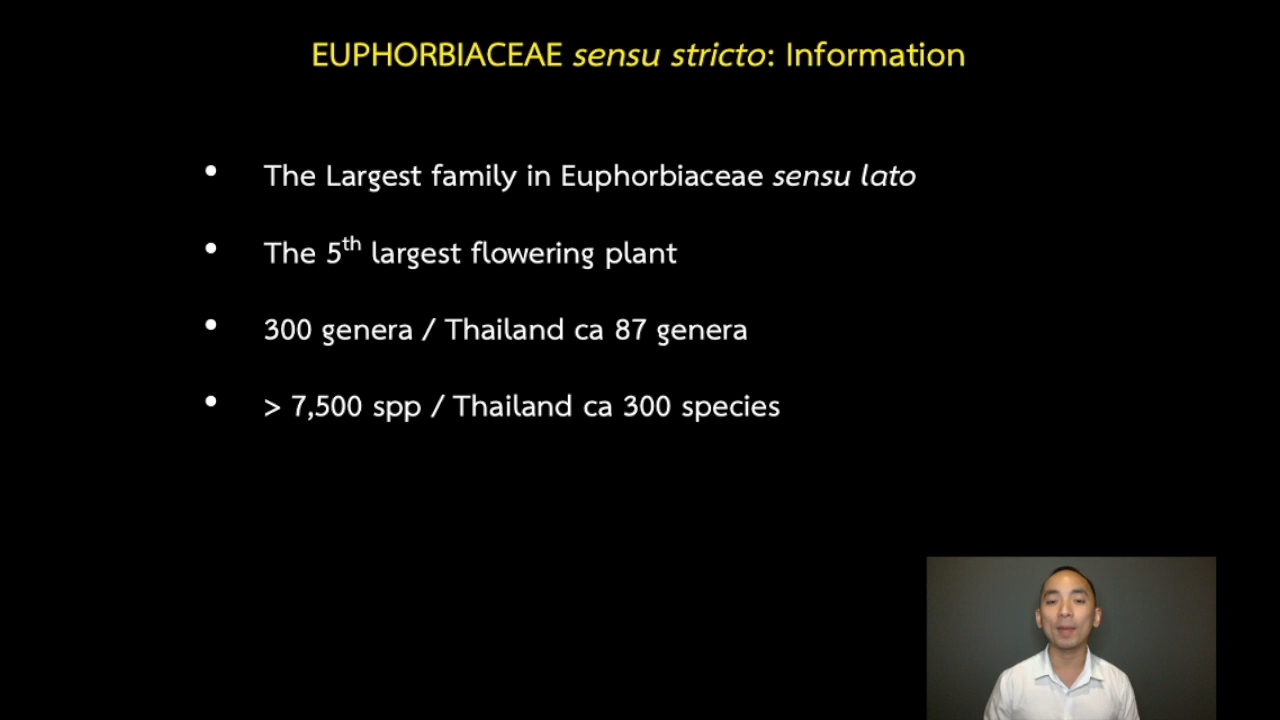 EUPHORBIACEAE sensu stricto: Information
• The Largest family in Euphorbiaceae sensu lato
• The 5th largest flowering plant
• 300 genera / Thailand ca 87 genera
• > 7,500 spp / Thailand ca 300 species